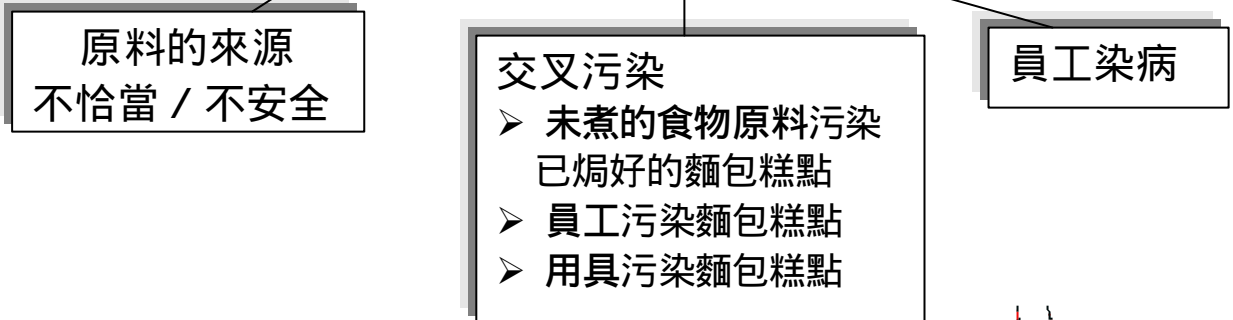 原料的來源
不恰當 / 不安全
交叉污染
➢ 未煮的食物原料污染
已焗好的麵包糕點
➢ 員工污染麵包糕點
➢ 用具污染麵包糕點
員工染病